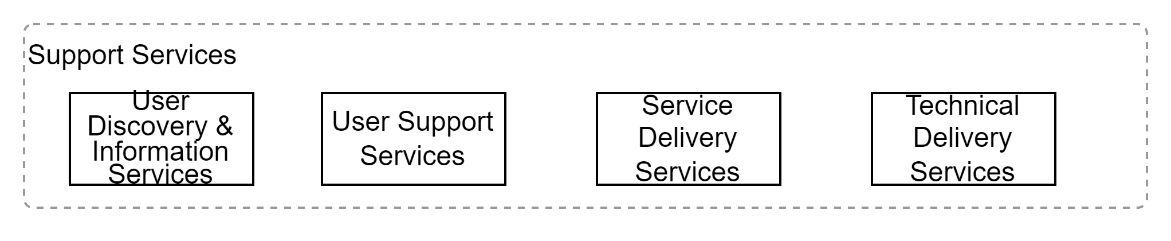 Support Services
User
Discovery &
Information
Services
User Support
Services
Service
Delivery
Services
Technical
Delivery
Services